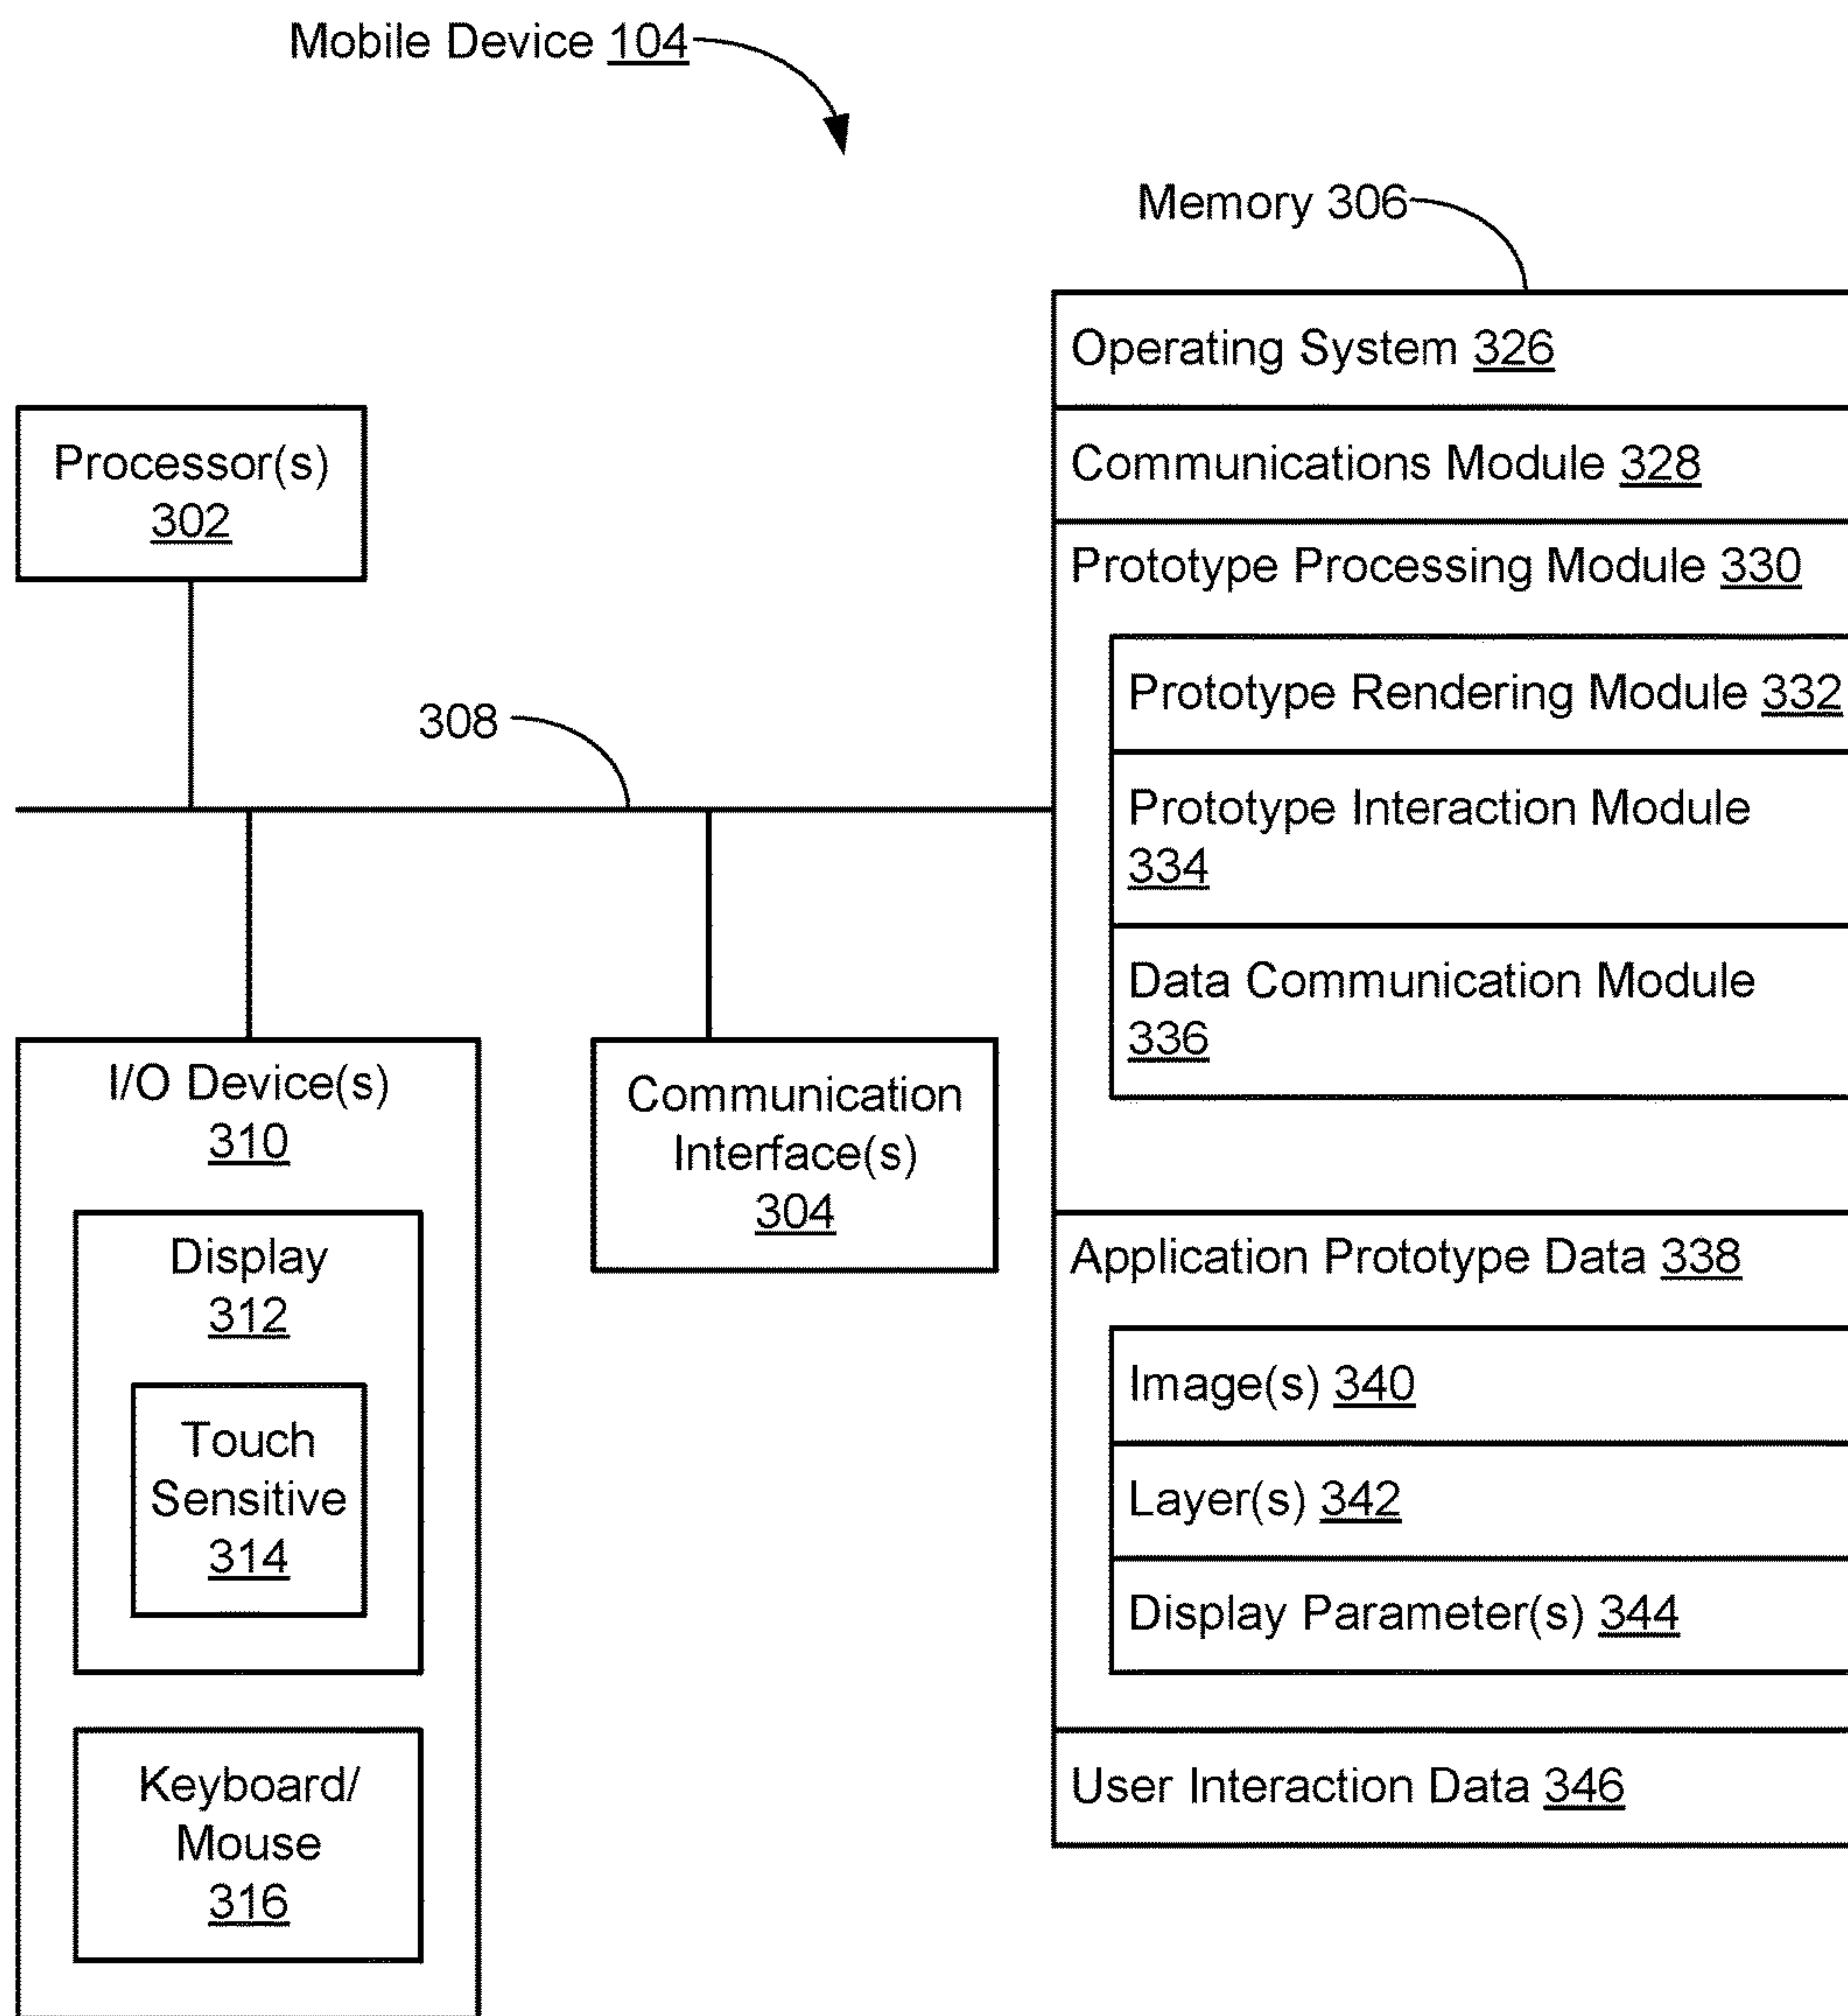 Mobile Device 104
Memory 306
Operating System 326
Communications Module 328
Prototype Processing Module 330
Prototype Rendering Module 332
Prototype Interaction Module
334
Data Communication Module
336
Application Prototype Data 338
Image(s) 340
Layer(s) 342
Display Parameter(s) 344
User Interaction Data 346
Processor(s)
302
308
I/O Device(s)
310
Display
312
Touch
Sensitive
314
Keyboard/
Mouse
316
Communication
Interface(s)
304